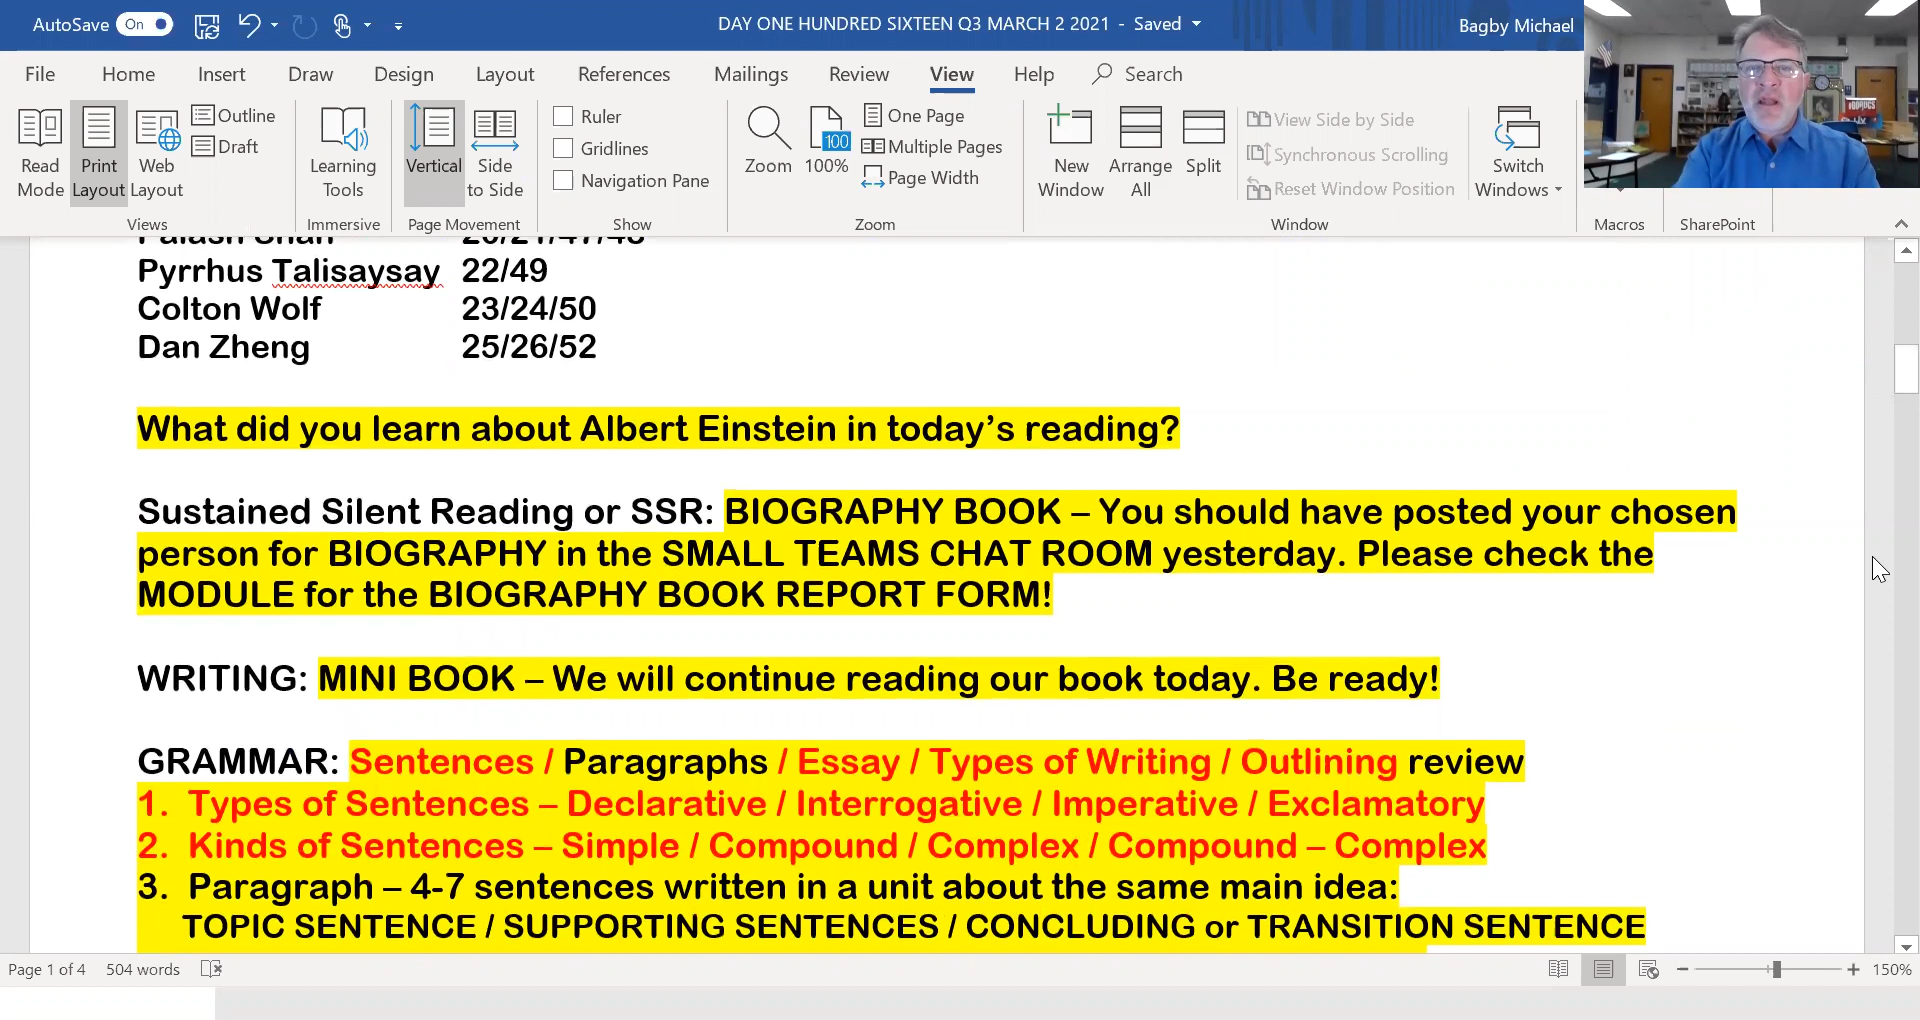 AutoSave On DAY ONE HUNDRED SIXTEEN Q3 MARCH 2 2021 - Saved Bagby Michael
File Home Insert Draw Design Layout References Mailings Review View Help Search
Read Mode
Print Layout
Web Layout
Outline
Draft
Views
Learning Tools
Immersive
Vertical
Side to Side
Page Movement
Ruler
Gridlines
Navigation Pane
Show
Zoom
100
100%
One Page
Multiple Pages
Page Width
Zoom
New Window
Arrange All
Split
View Side by Side
Synchronous Scrolling
Reset Window Position
Window
Switch Windows
Macros
SharePoint
Pyrrhus Talisaysay 22/49
Colton Wolf 23/24/50
Dan Zheng 25/26/52
What did you learn about Albert Einstein in today’s reading?
Sustained Silent Reading or SSR: BIOGRAPHY BOOK – You should have posted your chosen
person for BIOGRAPHY in the SMALL TEAMS CHAT ROOM yesterday. Please check the
MODULE for the BIOGRAPHY BOOK REPORT FORM!
WRITING: MINI BOOK – We will continue reading our book today. Be ready!
GRAMMAR: Sentences / Paragraphs / Essay / Types of Writing / Outlining review
1. Types of Sentences – Declarative / Interrogative / Imperative / Exclamatory
2. Kinds of Sentences – Simple / Compound / Complex / Compound – Complex
3. Paragraph – 4-7 sentences written in a unit about the same main idea:
TOPIC SENTENCE / SUPPORTING SENTENCES / CONCLUDING or TRANSITION SENTENCE
Page 1 of 4 504 words 150%